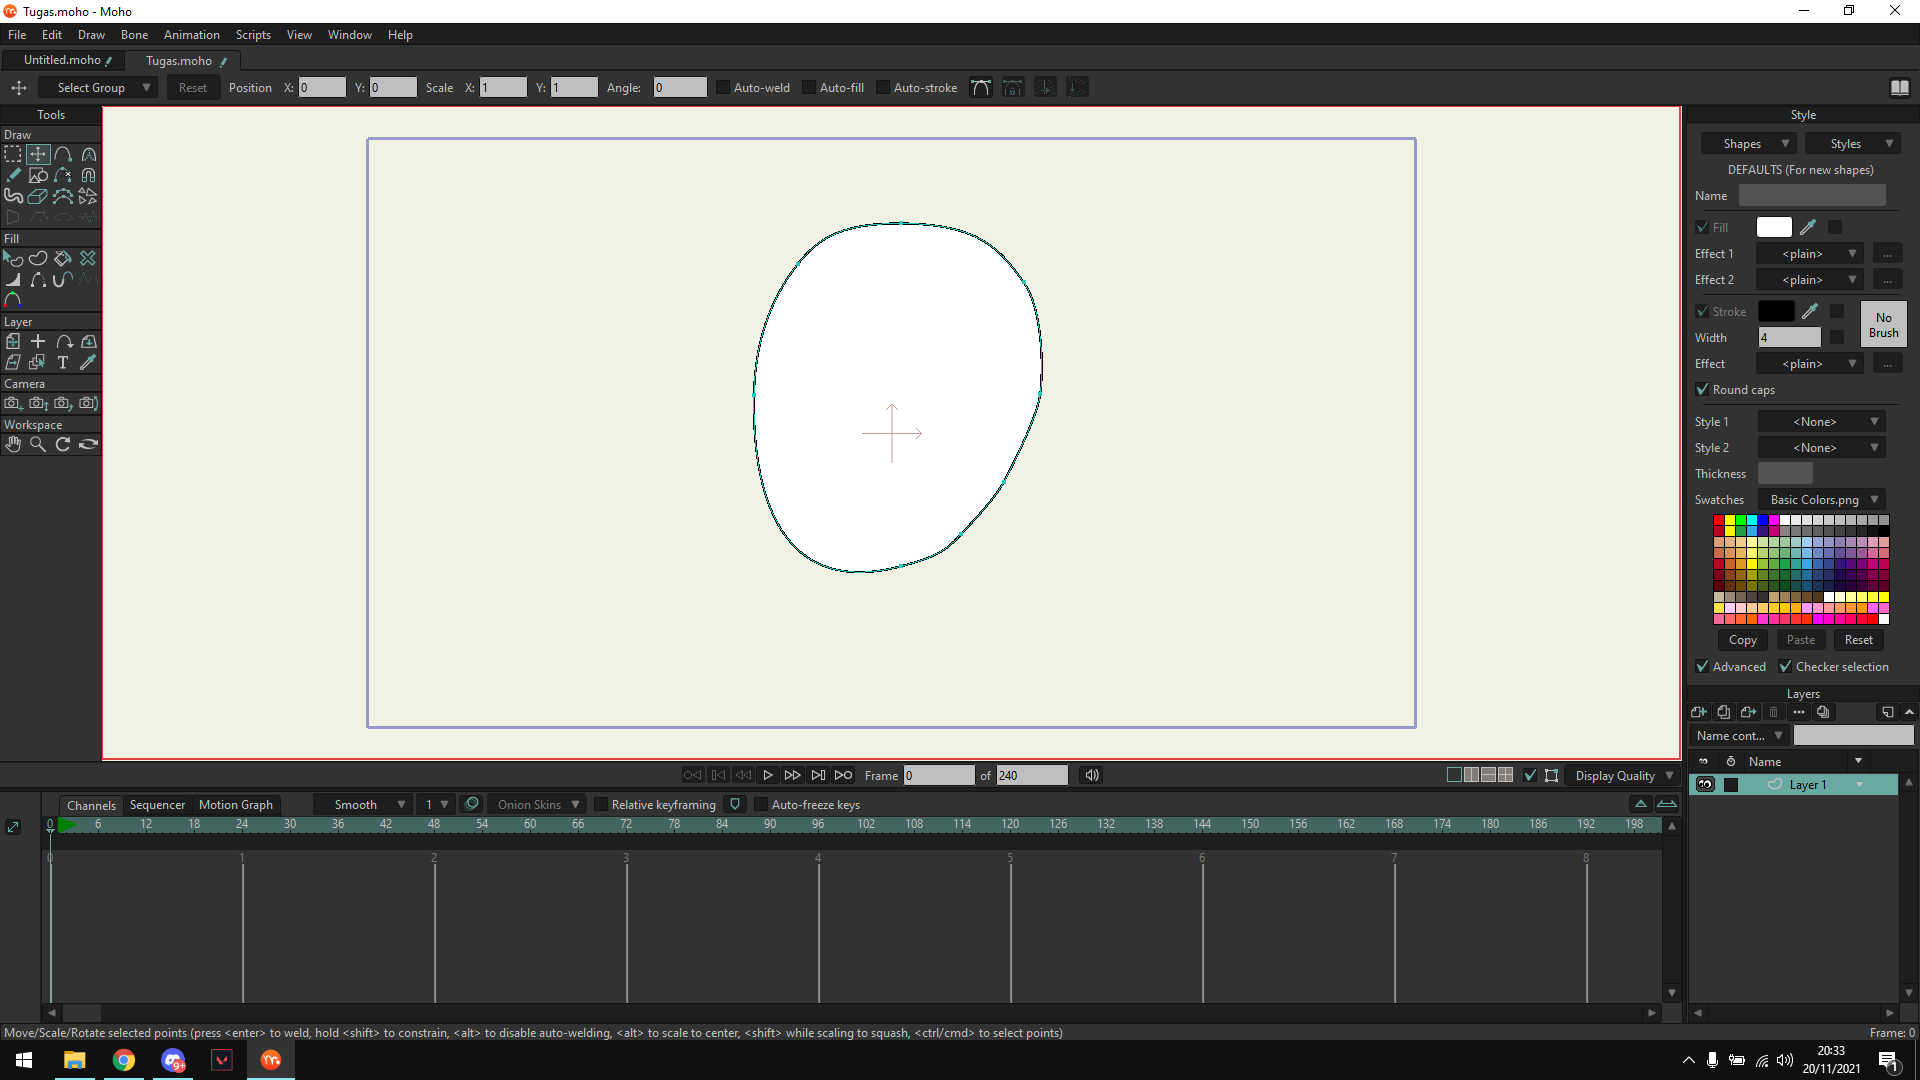 Tugas.moho - Moho
File Edit Draw Bone Animation Scripts View Window Help
Untitled.moho Tugas.moho
Select Group Reset Position X: 0 Y: 0 Scale X: 1 Y: 1 Angle: 0 Auto-weld Auto-fill Auto-stroke
Tools
Draw
Fill
Layer
Camera
Workspace
Style
Shapes Styles
DEFAULTS (For new shapes)
Name
Fill
Effect 1 <plain> ...
Effect 2 <plain> ...
Stroke
No Brush
Width 4
Effect <plain> ...
Round caps
Style 1 <None>
Style 2 <None>
Thickness
Swatches Basic Colors.png
Copy Paste Reset
Advanced Checker selection
Layers
Name cont...
Name
Layer 1
Frame 0 of 240 Display Quality
Channels Sequencer Motion Graph Smooth 1 Onion Skins Relative keyframing Auto-freeze keys
0 6 12 18 24 30 36 42 48 54 60 66 72 78 84 90 96 102 108 114 120 126 132 138 144 150 156 162 168 174 180 186 192 198
0 1 2 3 4 5 6 7 8
Move/Scale/Rotate selected points (press <enter> to weld, hold <shift> to constrain, <alt> to disable auto-welding, <alt> to scale to center, <shift> while scaling to squash, <ctrl/cmd> to select points)
Frame: 0
9+
20:33
20/11/2021
1